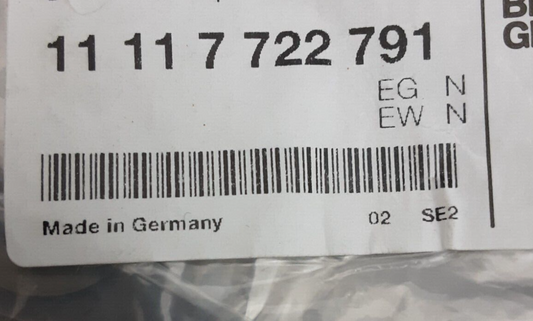 11 11 7 722 791
EG N
EW N
Made in Germany 02 SE2